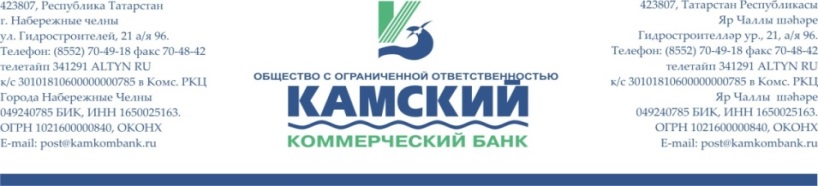 423807, Республика Татарстан
г. Набережные челны
ул. Гидростроителей, 21 а/я 96.
Телефон: (8552) 70-49-18 факс 70-48-42
телетайп 341291 ALTYN RU
к/с 30101810600000000785 в Комс. РКЦ
Города Набережные Челны
049240785 БИК, ИНН 1650025163.
ОГРН 1021600000840, ОКОНХ
E-mail: post@kamkombank.ru
ОБЩЕСТВО С ОГРАНИЧЕННОЙ ОТВЕТСТВЕННОСТЬЮ
КАМСКИЙ
КОММЕРЧЕСКИЙ БАНК
423807, Татарстан Республикасы
Яр Чаллы шәһәре
Гидростроителләр ур., 21, а/я 96.
Телефон: (8552) 70-49-18 факс 70-48-42
телетайп 341291 ALTYN RU
к/с 30101810600000000785 в Комс. РКЦ
Яр Чаллы шәһәре
049240785 БИК, ИНН 1650025163.
ОГРН 1021600000840, ОКОНХ
E-mail: post@kamkombank.ru